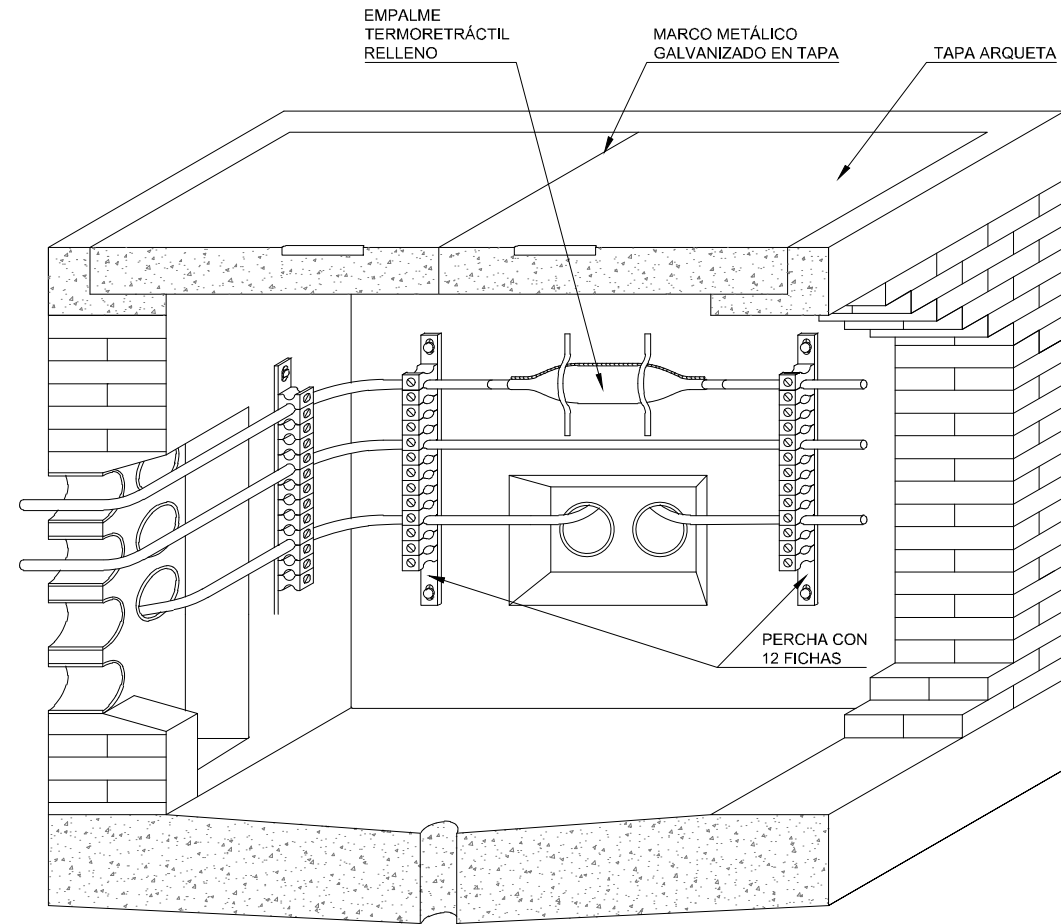 EMPALME
TERMORETRÁCTIL
RELLENO
MARCO METÁLICO
GALVANIZADO EN TAPA
TAPA ARQUETA
PERCHA CON
12 FICHAS